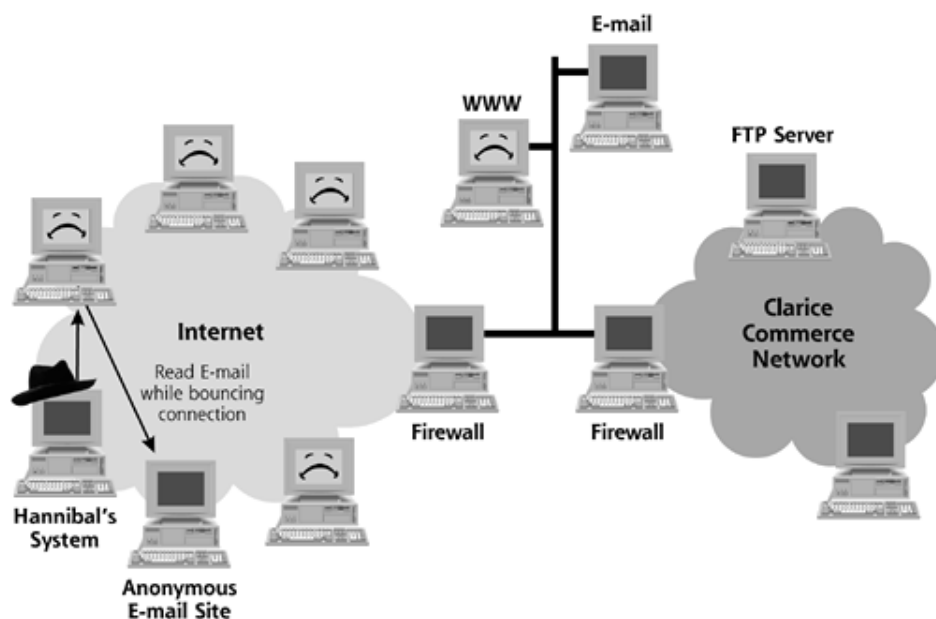 E-mail
WWW
FTP Server
Internet
Clarice
Commerce
Network
Read E-mail
while bouncing
connection
Firewall
Firewall
Hannibal's
System
Anonymous
E-mail Site